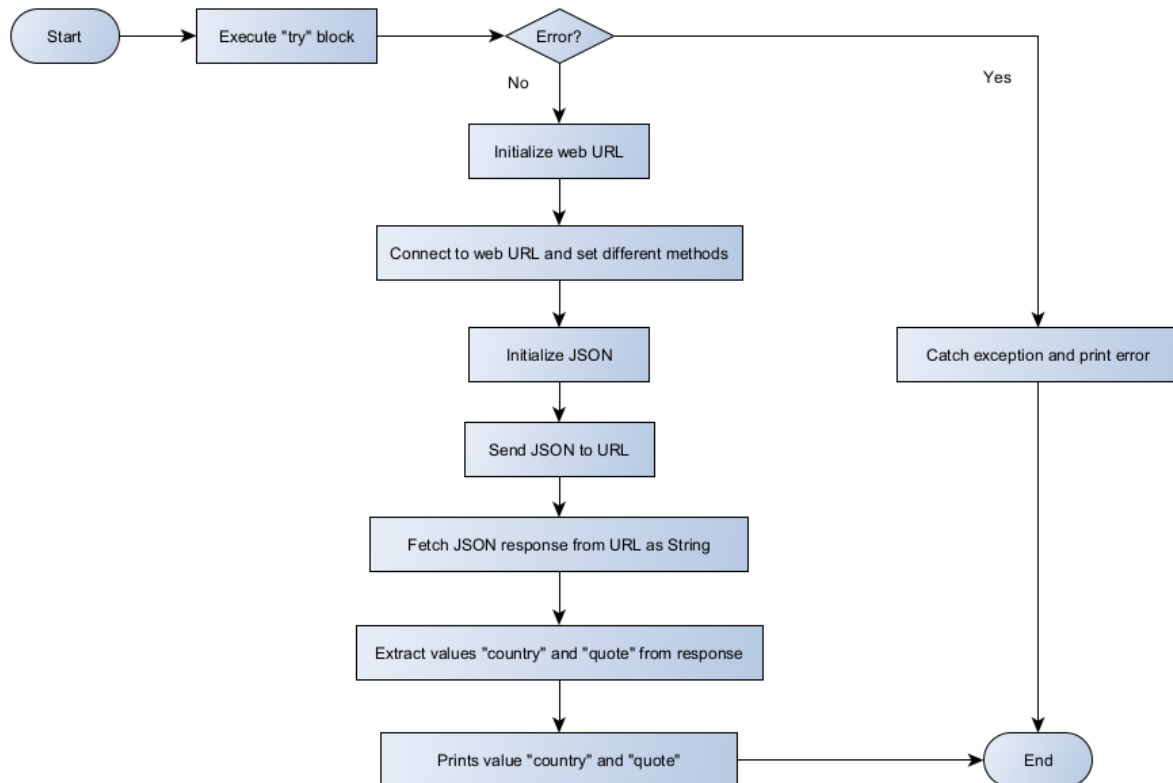 Start
Execute "try" block
Error?
No
Yes
Initialize web URL
Connect to web URL and set different methods
Initialize JSON
Catch exception and print error
Send JSON to URL
Fetch JSON response from URL as String
Extract values "country" and "quote" from response
Prints value "country" and "quote"
End